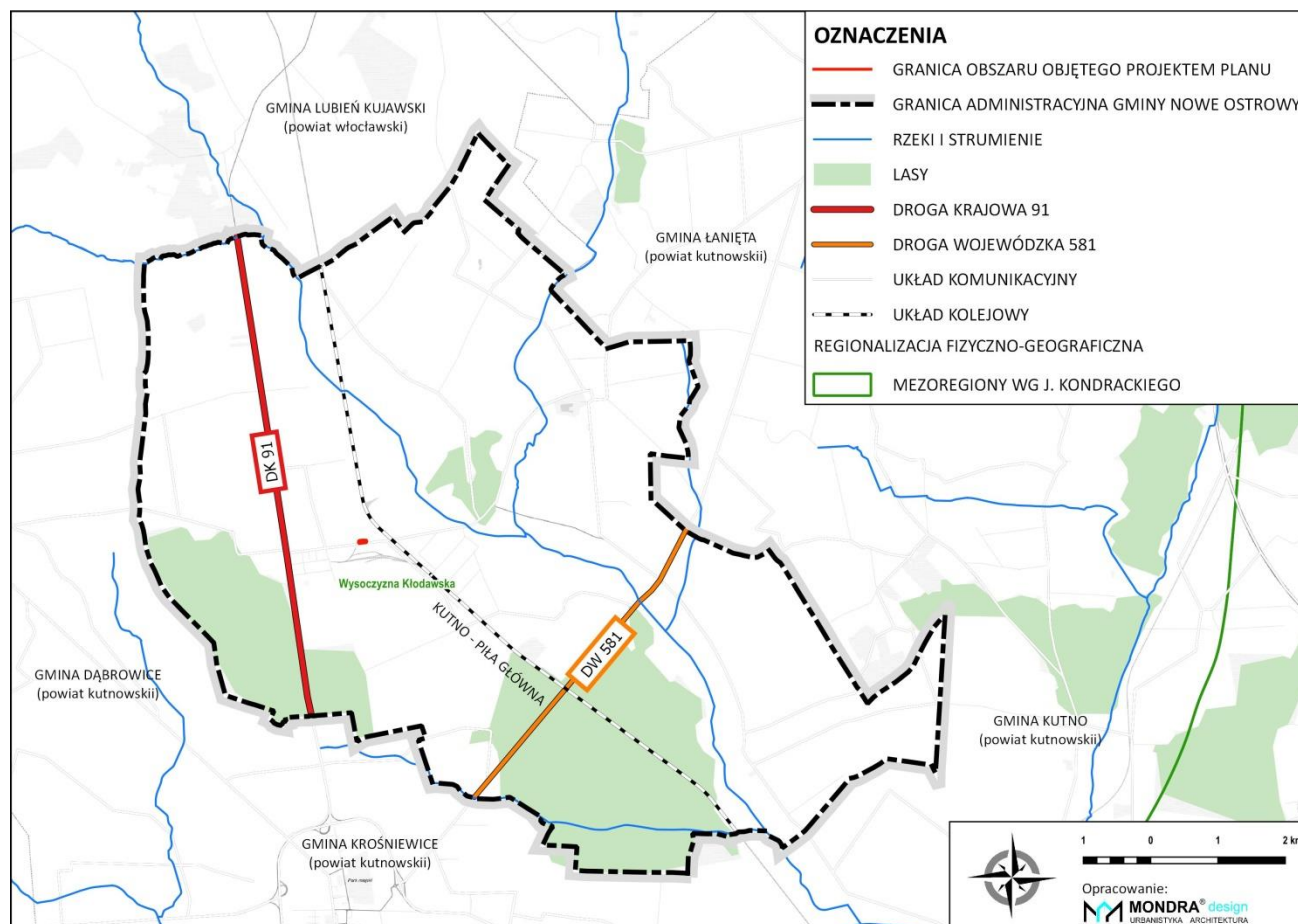 OZNACZENIA
GRANICA OBSZARU OBJĘTEGO PROJEKTEM PLANU
GRANICA ADMINISTRACYJNA GMINY NOWE OSTROWY
RZEKI I STRUMIENIE
LASY
DROGA KRAJOWA 91
DROGA WOJEWÓDZKA 581
UKŁAD KOMUNIKACYJNY
UKŁAD KOLEJOWY
REGIONALIZACJA FIZYCZNO-GEOGRAFICZNA
MEZOREGIONY WG J. KONDRACKIEGO
GMINA LUBIEŃ KUJAWSKI
(powiat włocławski)
GMINA ŁANIĘTA
(powiat kutnowskii)
DK 91
Wysoczyzna Kłodawska
KUTNO - PIŁA GŁÓWNA
DW 581
GMINA DĄBROWICE
(powiat kutnowskii)
GMINA KUTNO
(powiat kutnowskii)
GMINA KROŚNIEWICE
(powiat kutnowskii)
1 0 1 2 km
Opracowanie:
MONDRA® design
URBANISTYKA ARCHITEKTURA